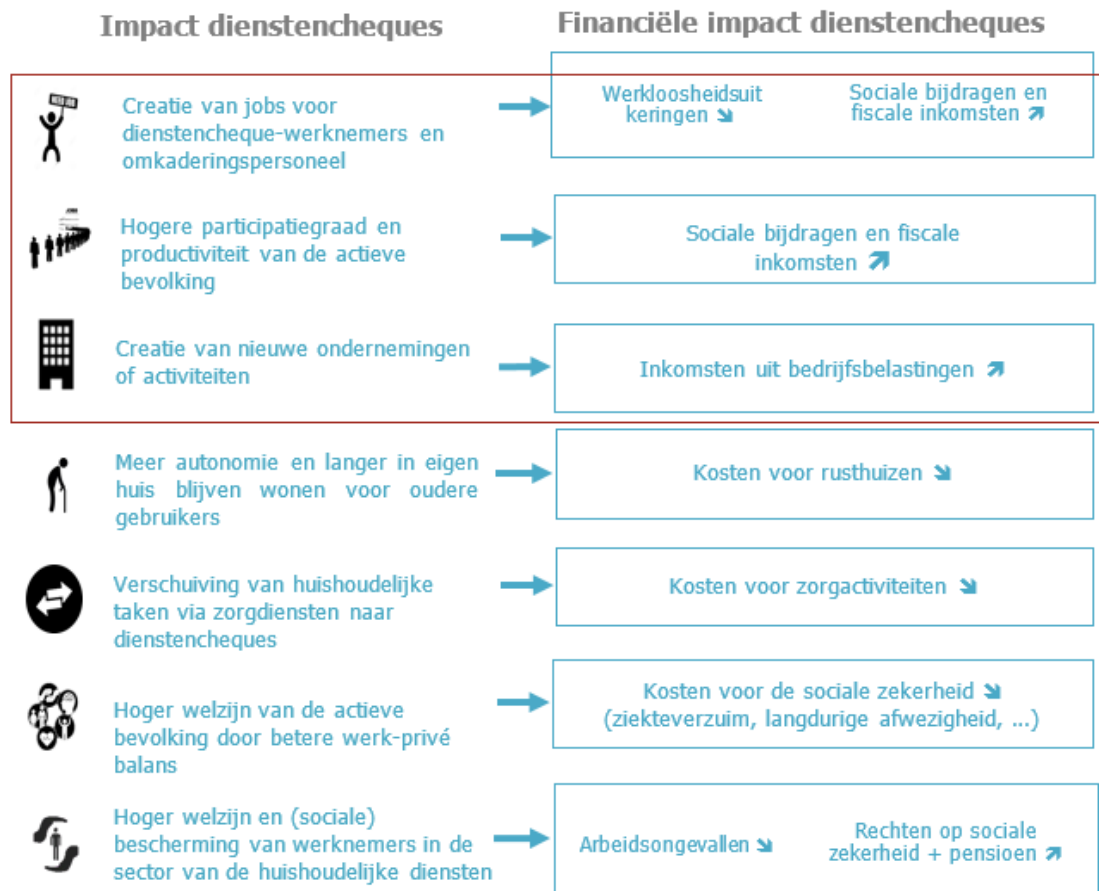 Impact dienstencheques
Financiële impact dienstencheques
Creatie van jobs voor
dienstencheque-werknemers en
omkaderingspersoneel
Werkloosheidsuit
keringen
Sociale bijdragen en
fiscale inkomsten
Hogere participatiegraad en
productiviteit van de actieve
bevolking
Sociale bijdragen en fiscale
inkomsten
Creatie van nieuwe ondernemingen
of activiteiten
Inkomsten uit bedrijfsbelastingen
Meer autonomie en langer in eigen
huis blijven wonen voor oudere
gebruikers
Kosten voor rusthuizen
Verschuiving van huishoudelijke
taken via zorgdiensten naar
dienstencheques
Kosten voor zorgactiviteiten
Hoger welzijn van de actieve
bevolking door betere werk-privé
balans
Kosten voor de sociale zekerheid
(ziekteverzuim, langdurige afwezigheid, ...)
Hoger welzijn en (sociale)
bescherming van werknemers in de
sector van de huishoudelijke diensten
Arbeidsongevallen
Rechten op sociale
zekerheid + pensioen